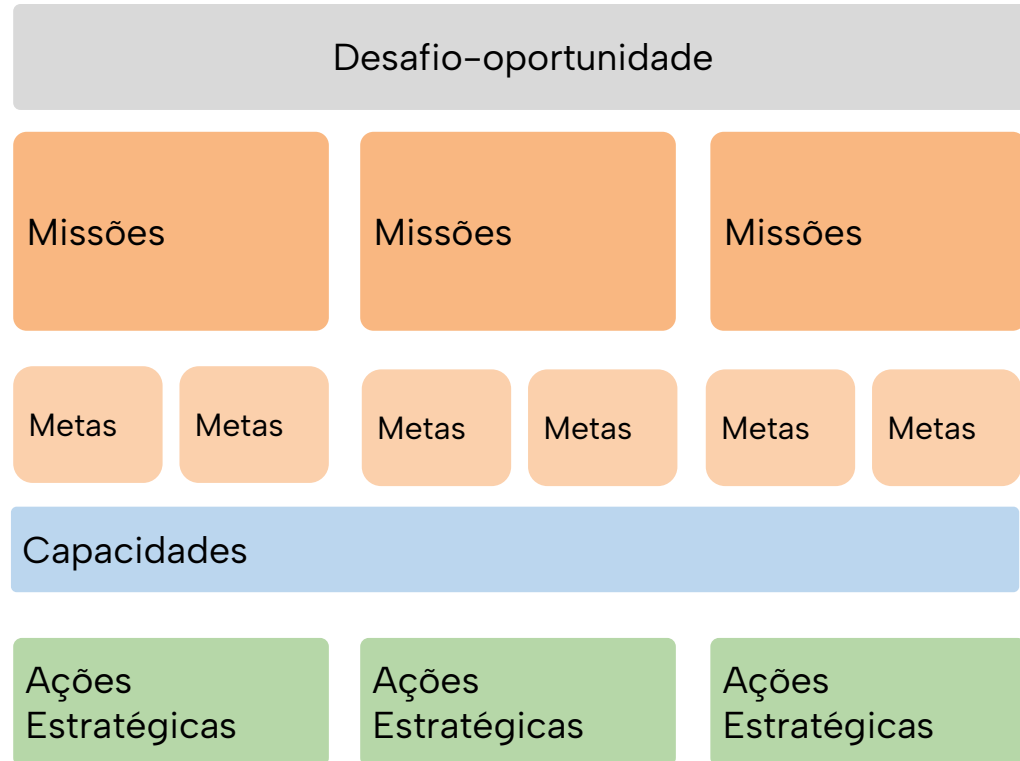 Desafio-oportunidade
Missões
Missões
Missões
Metas
Metas
Metas
Metas
Metas
Metas
Capacidades
Ações
Estratégicas
Ações
Estratégicas
Ações
Estratégicas